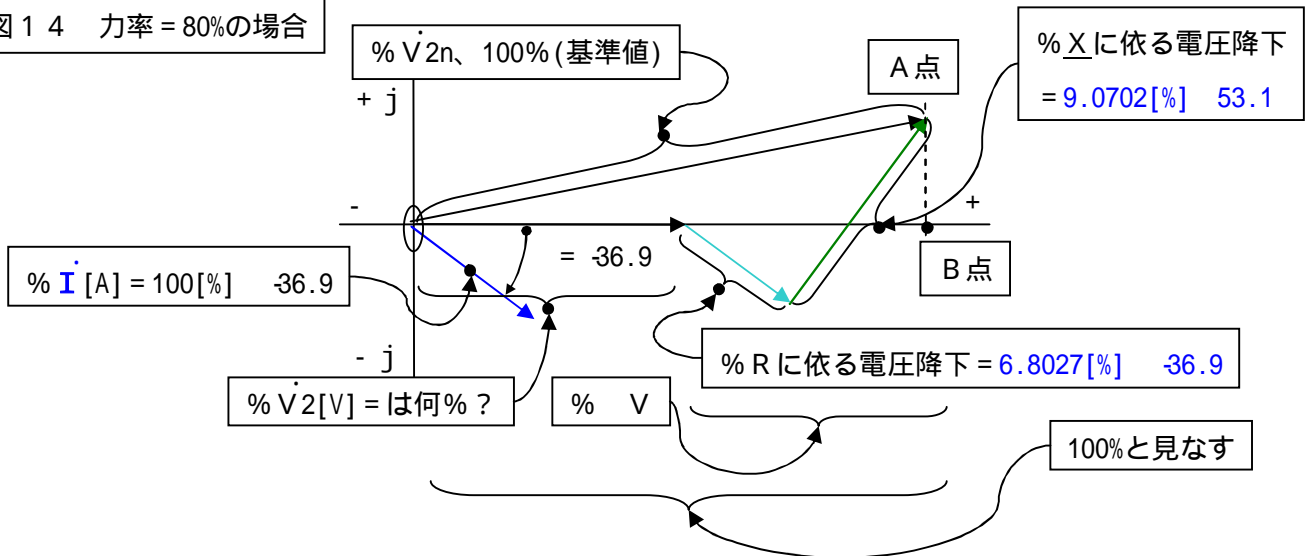 図14 力率=80%の場合
%V̇2n、100%(基準値)
A点
%Xに依る電圧降下
=9.0702[%] 53.1
+j
-
+
= -36.9
B点
%İ[A]=100[%] -36.9
-j
%Rに依る電圧降下=6.8027[%] -36.9
%V̇2[V]=は何%?
% V
100%と見なす